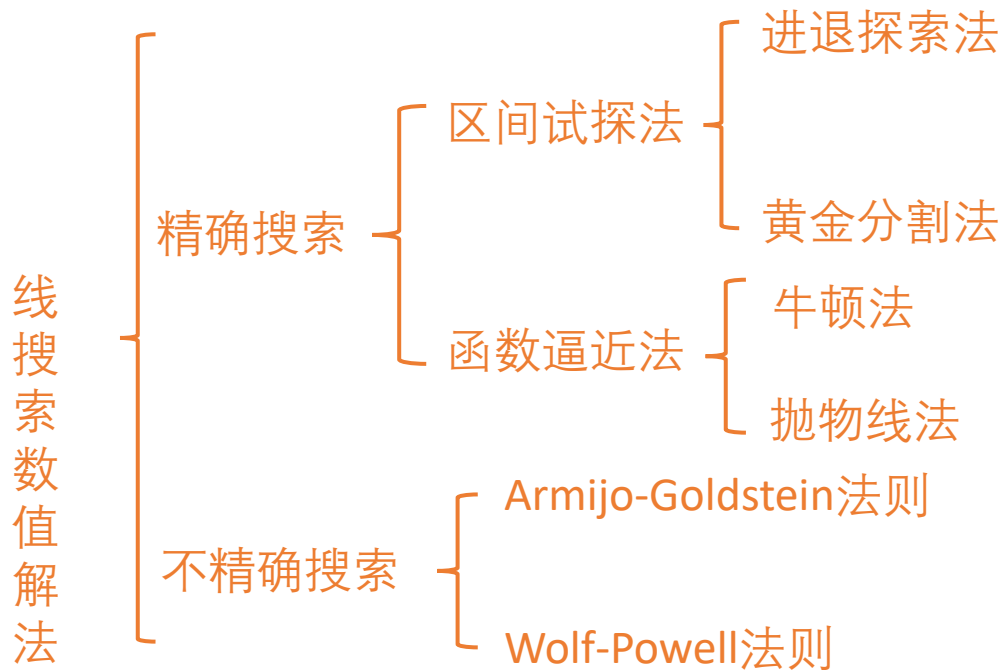 线搜索数值解法
精确搜索
区间试探法
进退探索法
黄金分割法
函数逼近法
牛顿法
抛物线法
不精确搜索
Armijo-Goldstein法则
Wolf-Powell法则